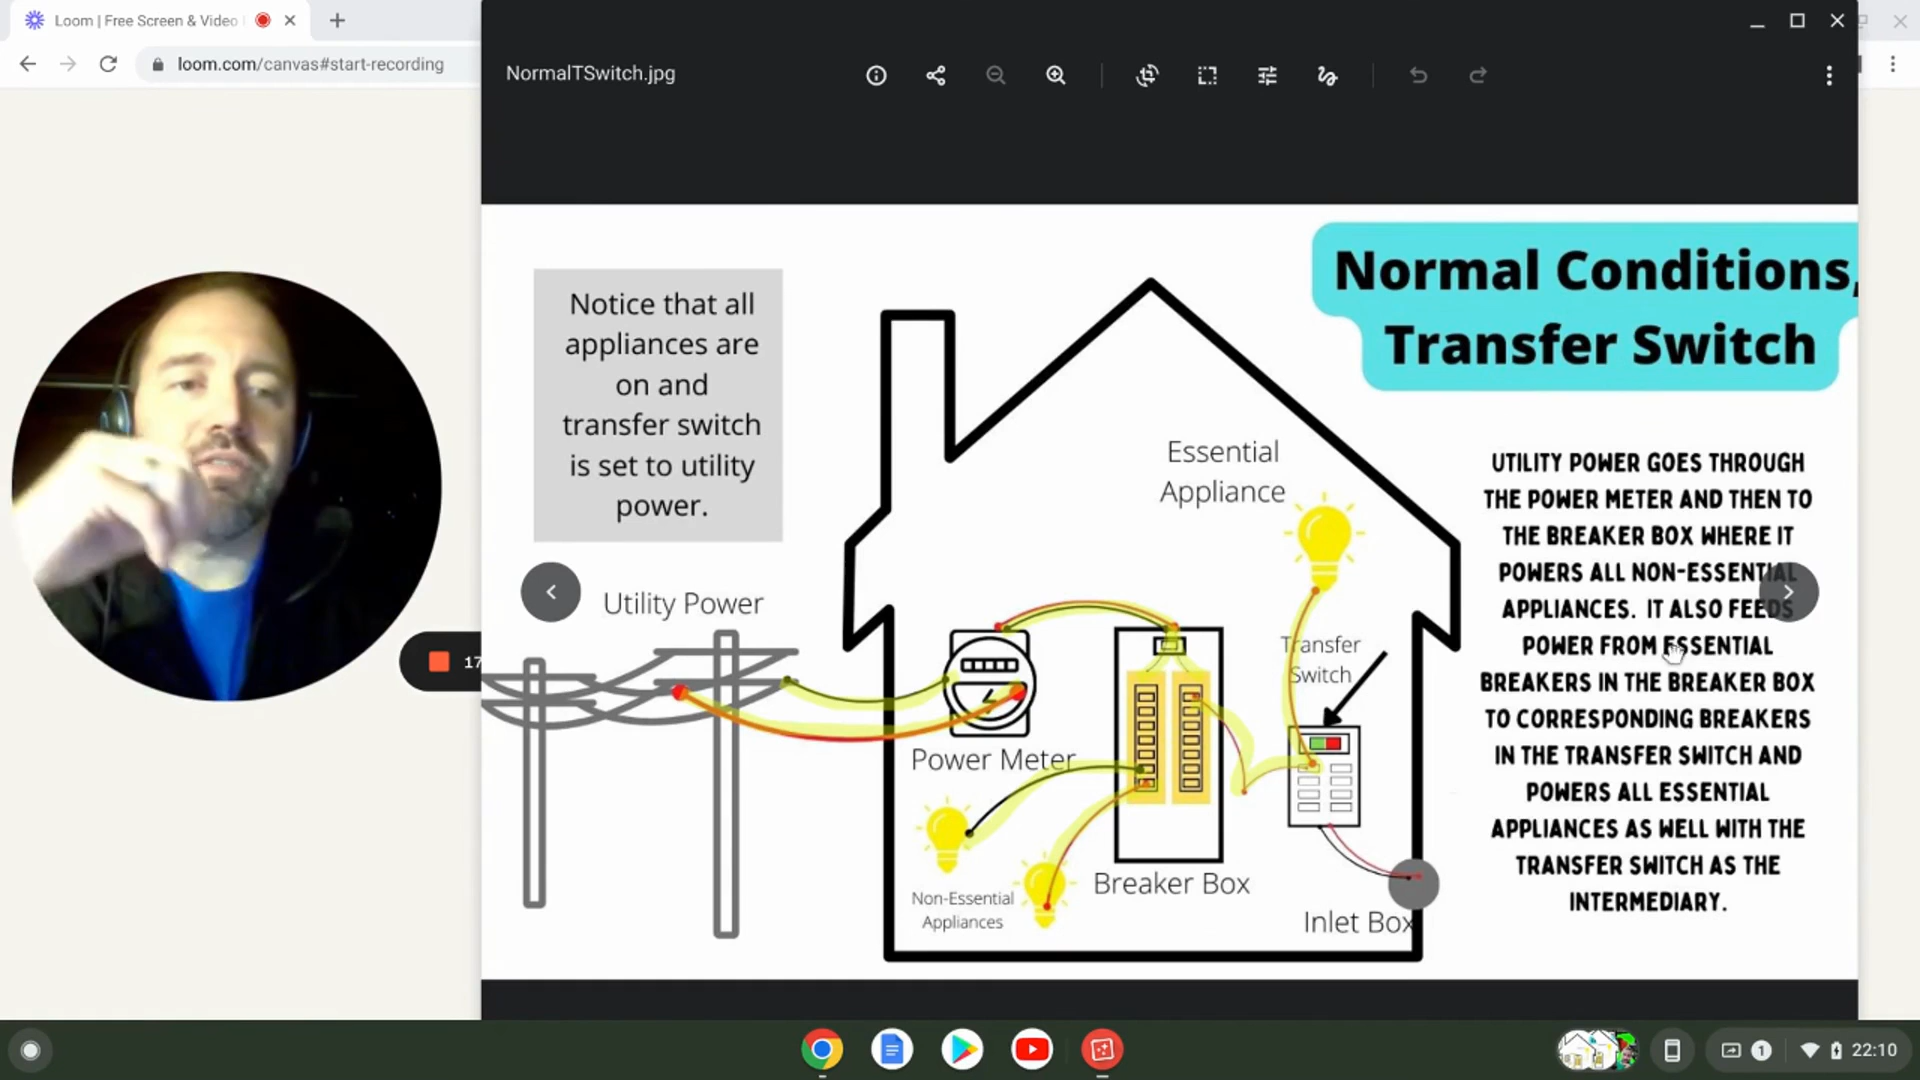 Loom | Free Screen & Video
loom.com/canvas#start-recording
NormalTSwitch.jpg
Normal Conditions,
Transfer Switch
Notice that all
appliances are
on and
transfer switch
is set to utility
power.
Essential
Appliance
UTILITY POWER GOES THROUGH
THE POWER METER AND THEN TO
THE BREAKER BOX WHERE IT
POWERS ALL NON-ESSENTIAL
APPLIANCES. IT ALSO FEEDS
POWER FROM ESSENTIAL
BREAKERS IN THE BREAKER BOX
TO CORRESPONDING BREAKERS
IN THE TRANSFER SWITCH AND
POWERS ALL ESSENTIAL
APPLIANCES AS WELL WITH THE
TRANSFER SWITCH AS THE
INTERMEDIARY.
Utility Power
Transfer
Switch
17
Power Meter
Breaker Box
Non-Essential
Appliances
Inlet Box
1
22:10